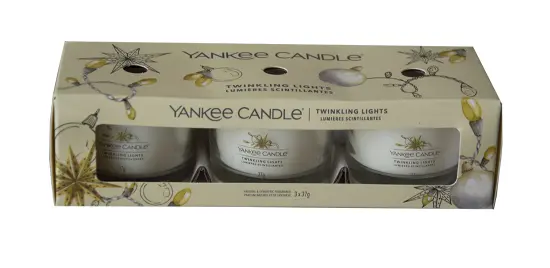 YANKEE CANDLE
TWINKLING LIGHTS
LUMIÈRES SCINTILLANTES
YANKEE CANDLE® | TWINKLING LIGHTS
LUMIÈRES SCINTILLANTES
YANKEE CANDLE
TWINKLING LIGHTS
YANKEE CANDLE
TWINKLING LIGHTS
YANKEE CANDLE
TWINKLING LIGHTS
3 x 37g